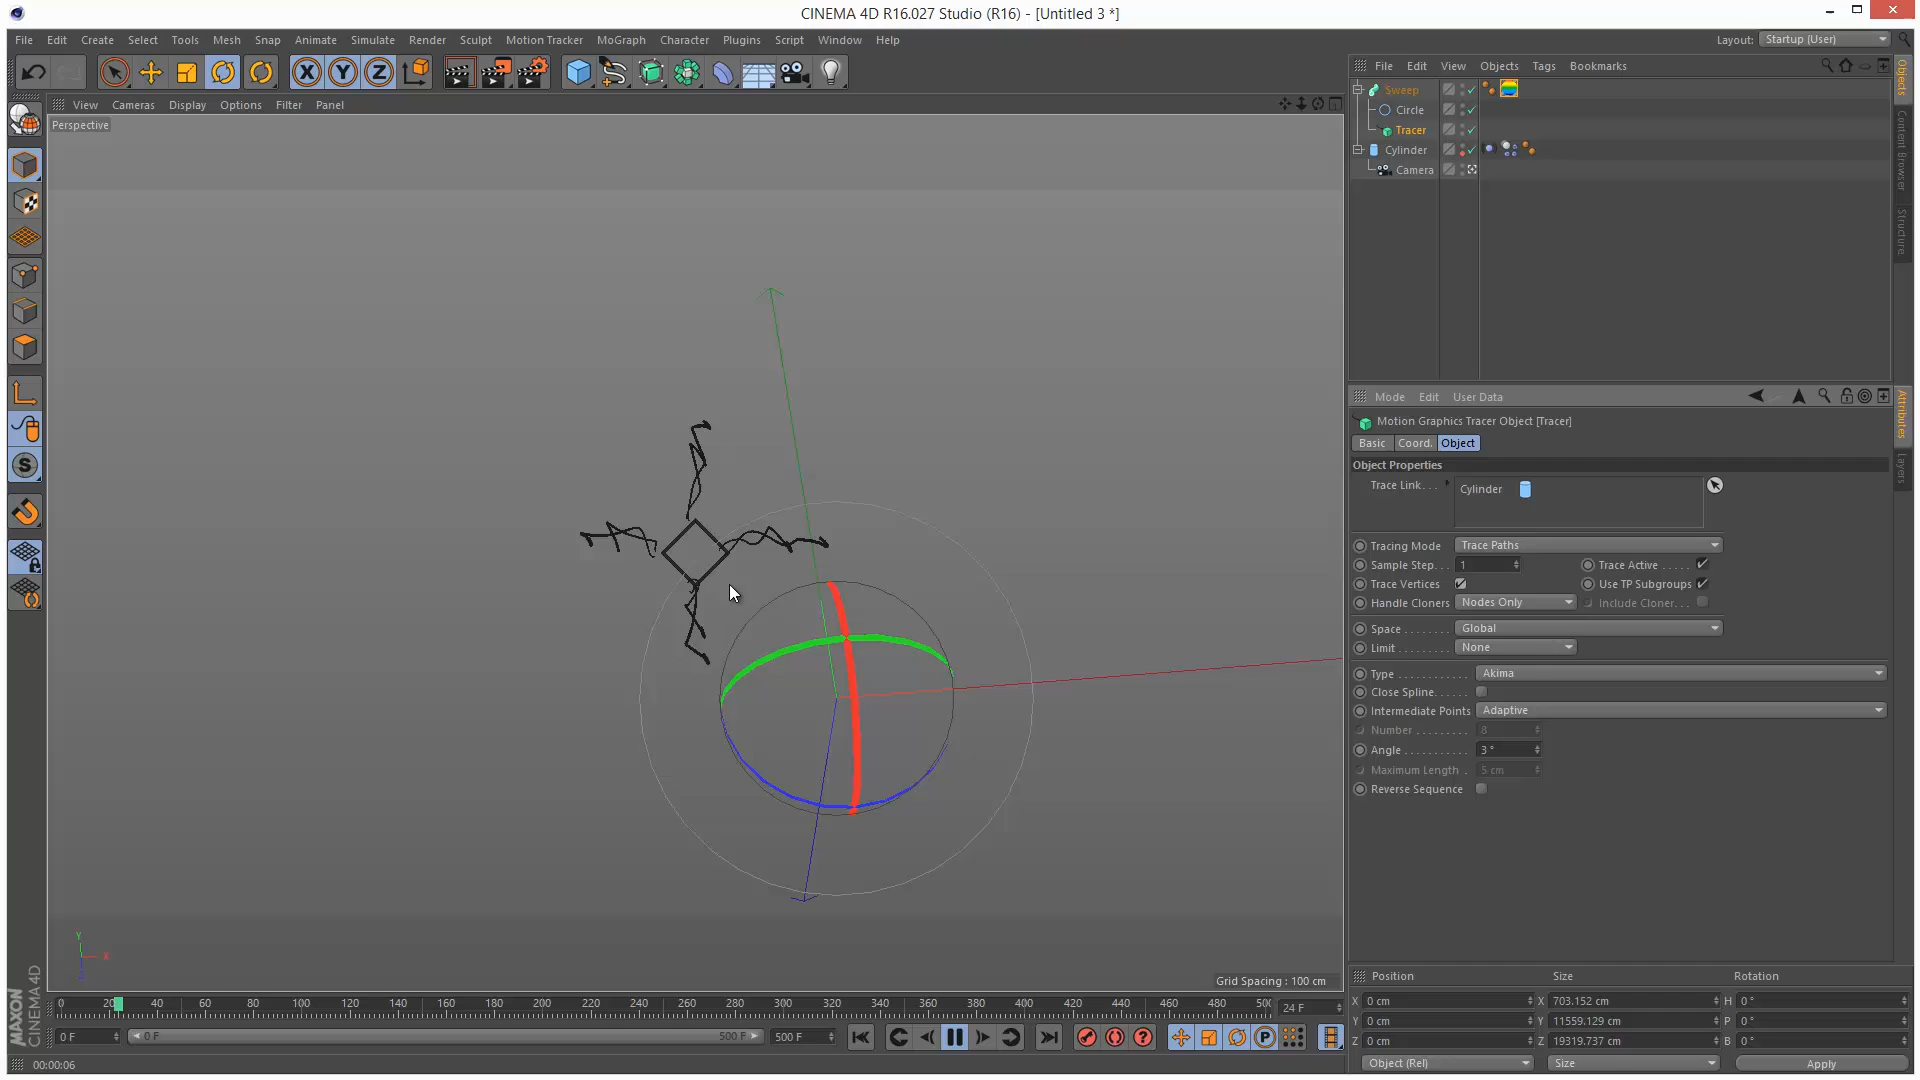 CINEMA 4D R16.027 Studio (R16) - [Untitled 3 *]
File Edit Create Select Tools Mesh Snap Animate Simulate Render Sculpt Motion Tracker MoGraph Character Plugins Script Window Help
Layout: Startup (User)
X Y Z
File Edit View Objects Tags Bookmarks
View Cameras Display Options Filter Panel
Perspective
Sweep
Circle
Tracer
Cylinder
Camera
Objects
Content Browser
Structure
Mode Edit User Data
Motion Graphics Tracer Object [Tracer]
Basic Coord. Object
Attributes
Layers
Object Properties
Trace Link. . . Cylinder
Tracing Mode Trace Paths
Sample Step. . . 1 Trace Active . . . . .
Trace Vertices Use TP Subgroups
Handle Cloners Nodes Only Include Cloner. . .
Space . . . . . . . . Global
Limit . . . . . . . . . None
Type . . . . . . . . . . . Akima
Close Spline. . . . . .
Intermediate Points Adaptive
Number . . . . . . . . . 8
Angle . . . . . . . . . . 3 °
Maximum Length . 5 cm
Reverse Sequence
S
Y
X
Z
Grid Spacing : 100 cm
MAXON
CINEMA 4D
0 20 40 60 80 100 120 140 160 180 200 220 240 260 280 300 320 340 360 380 400 420 440 460 480 500
24 F
0 F 0 F 500 F 500 F
P
00:00:06
Position Size Rotation
X 0 cm X 703.152 cm H 0 °
Y 0 cm Y 11559.129 cm P 0 °
Z 0 cm Z 19319.737 cm B 0 °
Object (Rel) Size Apply